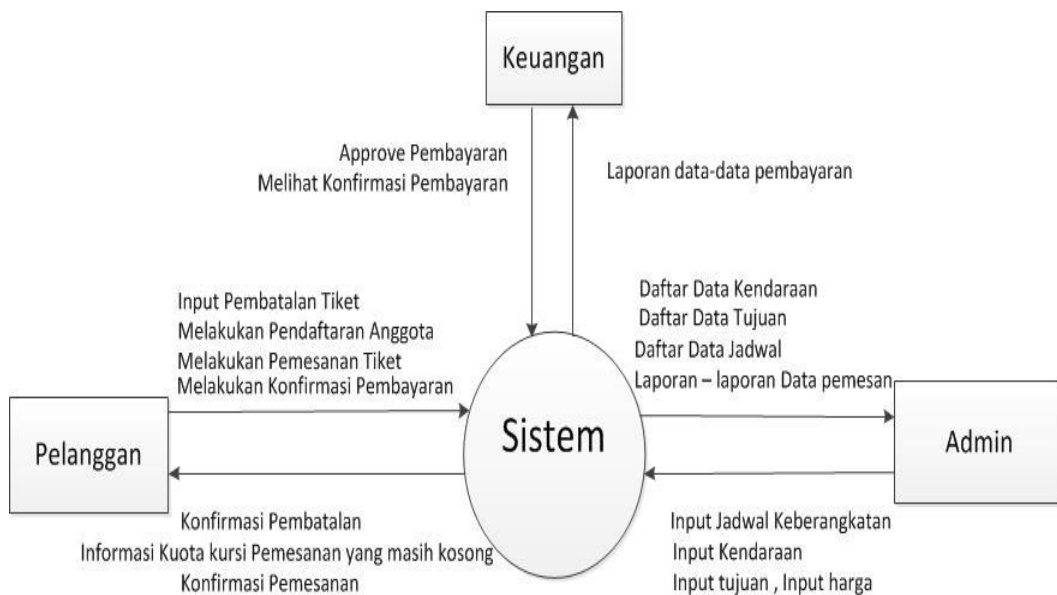 Keuangan
Approve Pembayaran
Melihat Konfirmasi Pembayaran
Laporan data-data pembayaran
Input Pembatalan Tiket
Melakukan Pendaftaran Anggota
Melakukan Pemesanan Tiket
Melakukan Konfirmasi Pembayaran
Daftar Data Kendaraan
Daftar Data Tujuan
Daftar Data Jadwal
Laporan – laporan Data pemesan
Pelanggan
Sistem
Admin
Konfirmasi Pembatalan
Informasi Kuota kursi Pemesanan yang masih kosong
Konfirmasi Pemesanan
Input Jadwal Keberangkatan
Input Kendaraan
Input tujuan , Input harga